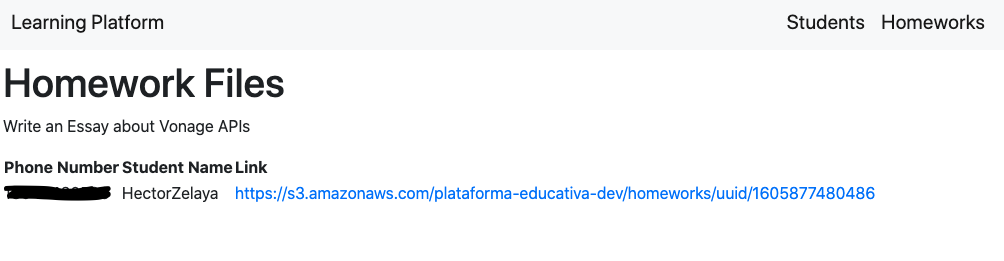 Learning Platform Students Homeworks
Homework Files
Write an Essay about Vonage APIs
Phone Number Student Name Link
HectorZelaya https://s3.amazonaws.com/plataforma-educativa-dev/homeworks/uuid/1605877480486